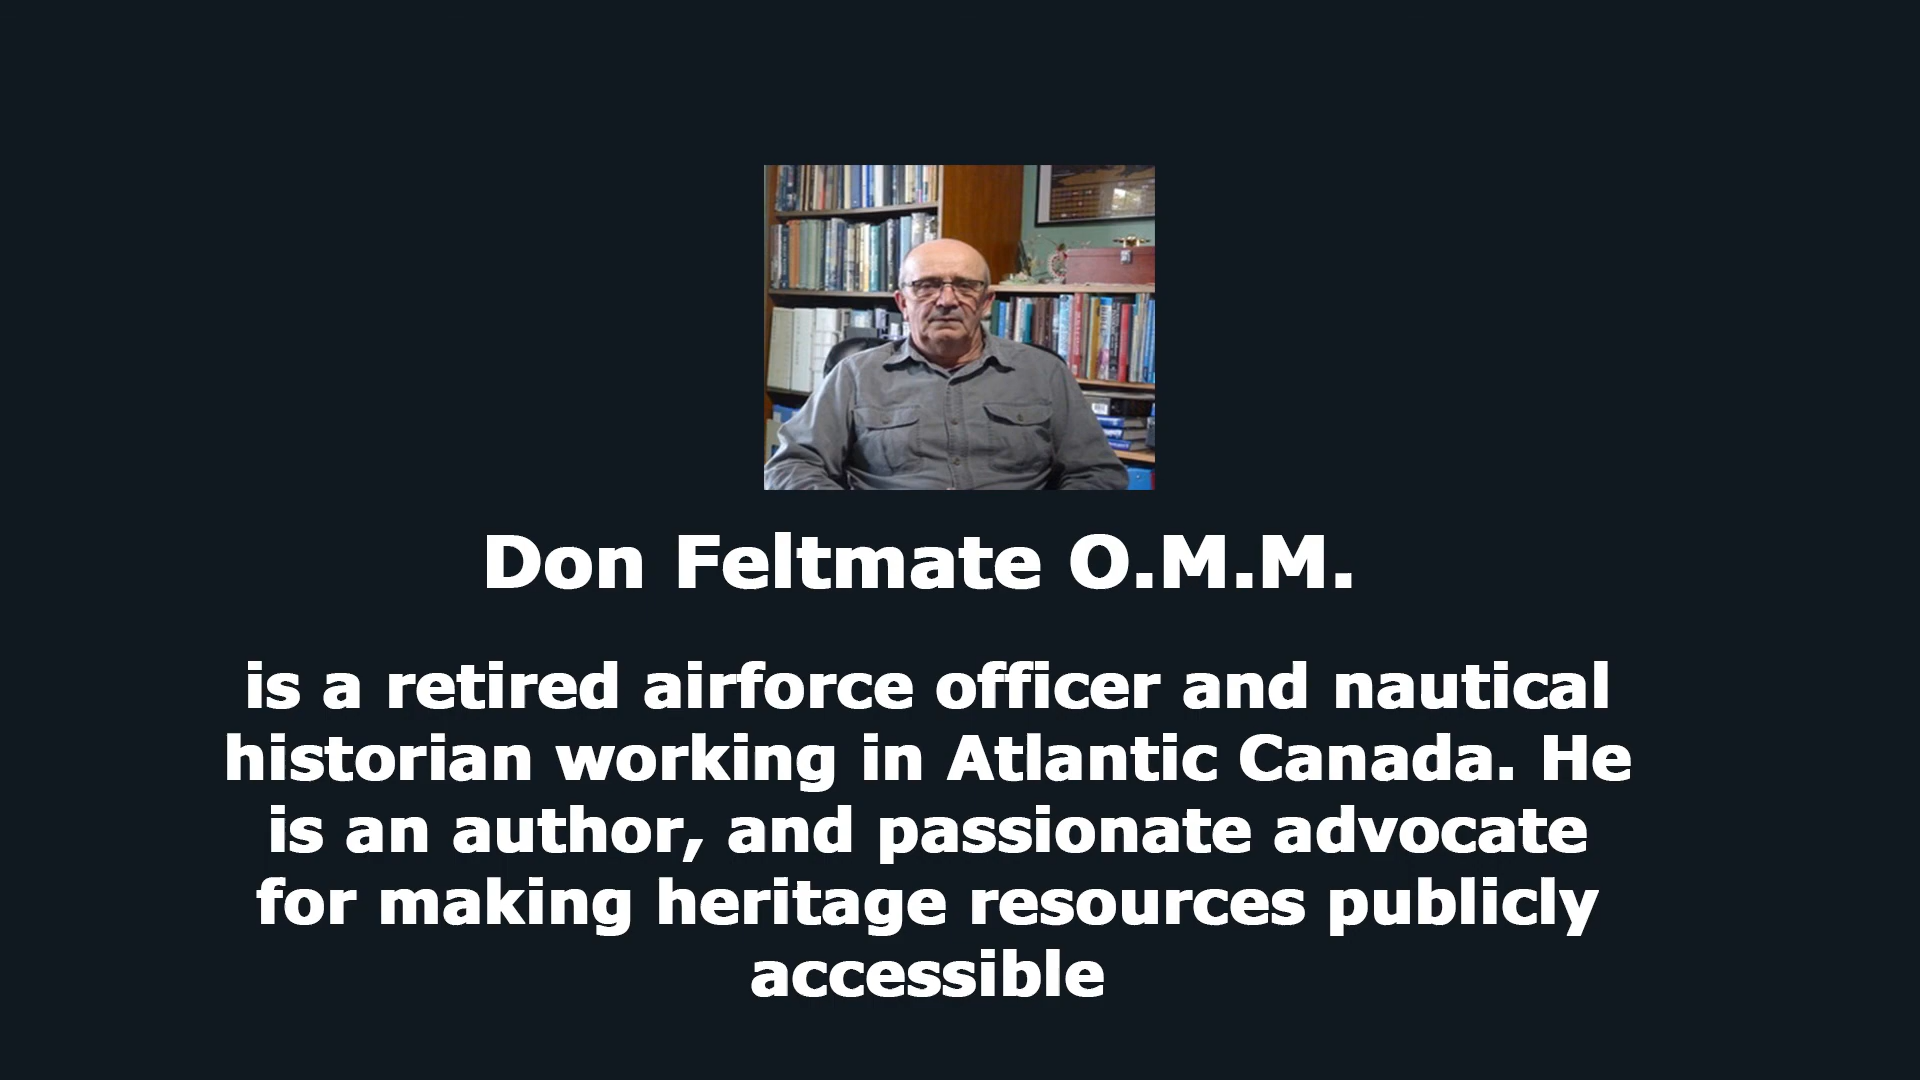 Don Feltmate O.M.M.
is a retired airforce officer and nautical
historian working in Atlantic Canada. He
is an author, and passionate advocate
for making heritage resources publicly
accessible